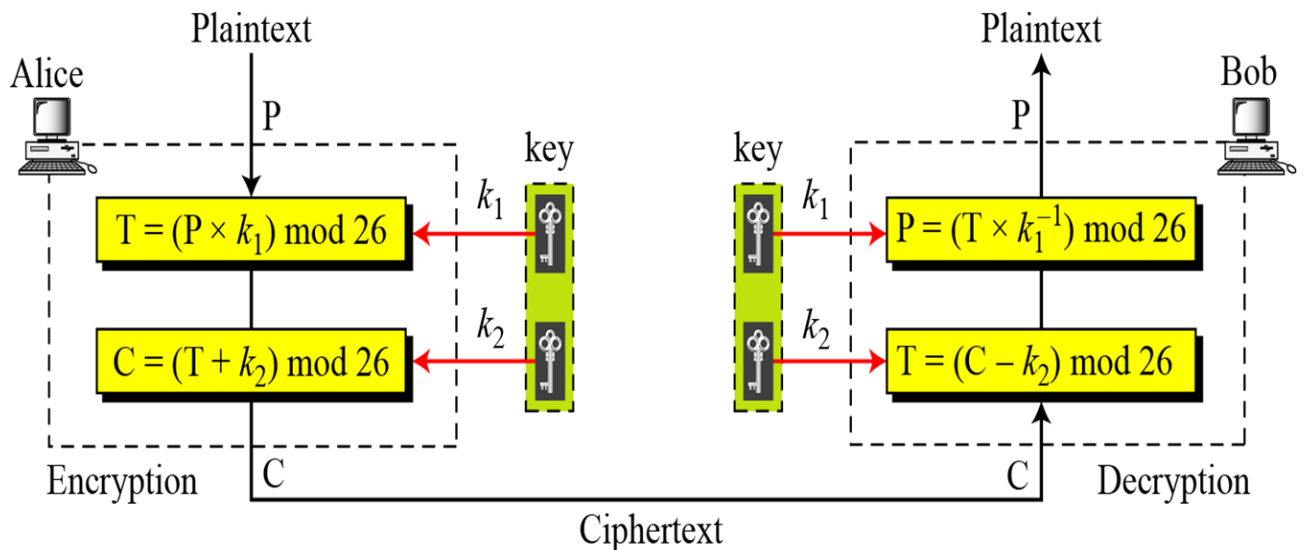 Plaintext
Plaintext
Alice
Bob
P
P
key
key
T = (P × k₁) mod 26
k₁
k₁
P = (T × k₁⁻¹) mod 26
C = (T + k₂) mod 26
k₂
k₂
T = (C – k₂) mod 26
Encryption
C
C
Decryption
Ciphertext